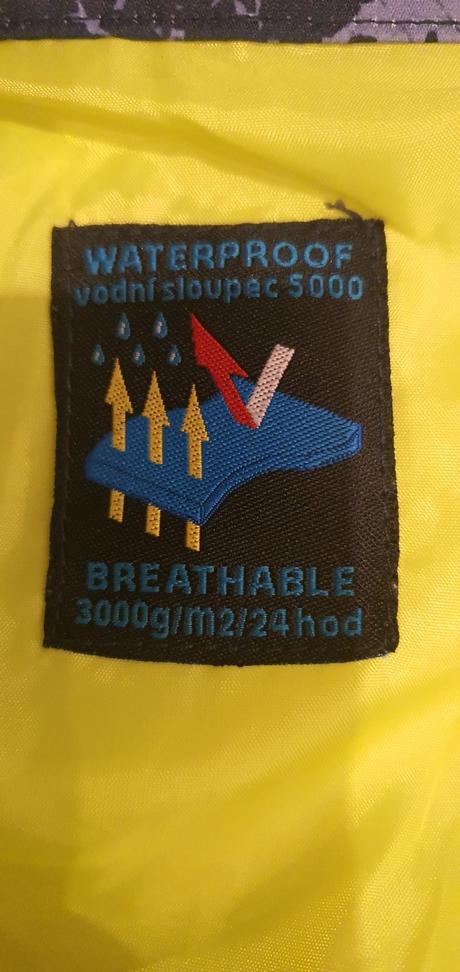 WATERPROOF
vodní sloupec 5000
BREATHABLE
3000g/m2/24hod